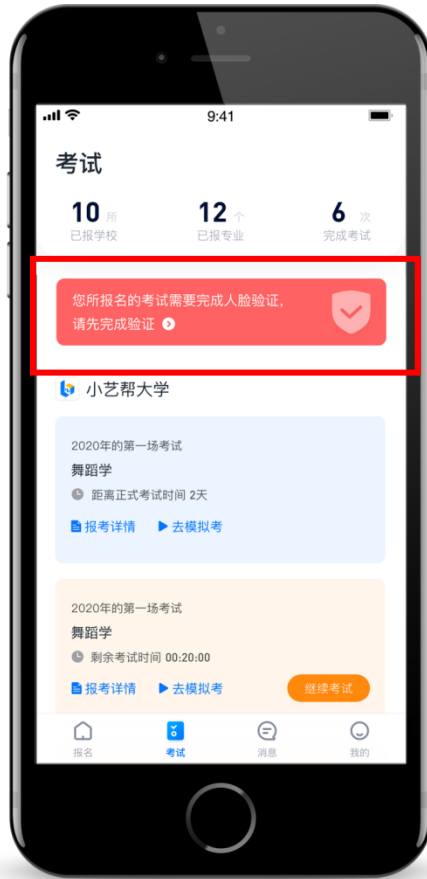 9:41
考试
10 所
12 个
6 次
已报学校
已报专业
完成考试
您所报名的考试需要完成人脸验证,
请先完成验证
小艺帮大学
2020年的第一场考试
舞蹈学
距离正式考试时间 2天
报考详情
去模拟考
2020年的第一场考试
舞蹈学
剩余考试时间 00:20:00
报考详情
去模拟考
继续考试
报名
考试
消息
我的